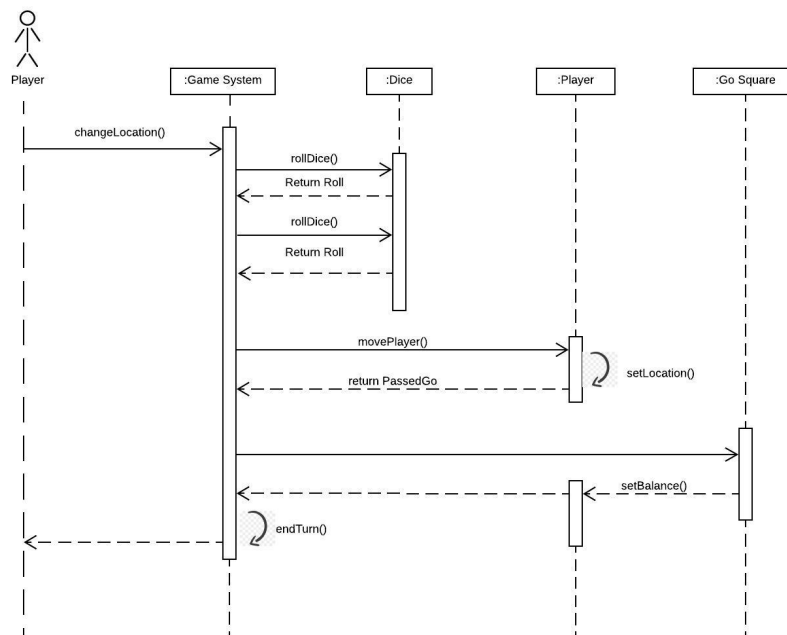 Player
:Game System
:Dice
:Player
:Go Square
changeLocation()
rollDice()
Return Roll
rollDice()
Return Roll
movePlayer()
setLocation()
return PassedGo
setBalance()
endTurn()